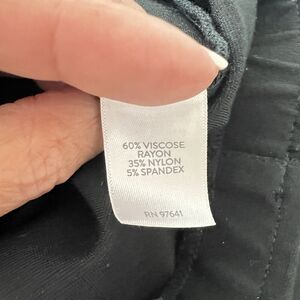 60% VISCOSE
RAYON
35% NYLON
5% SPANDEX
RN 97641